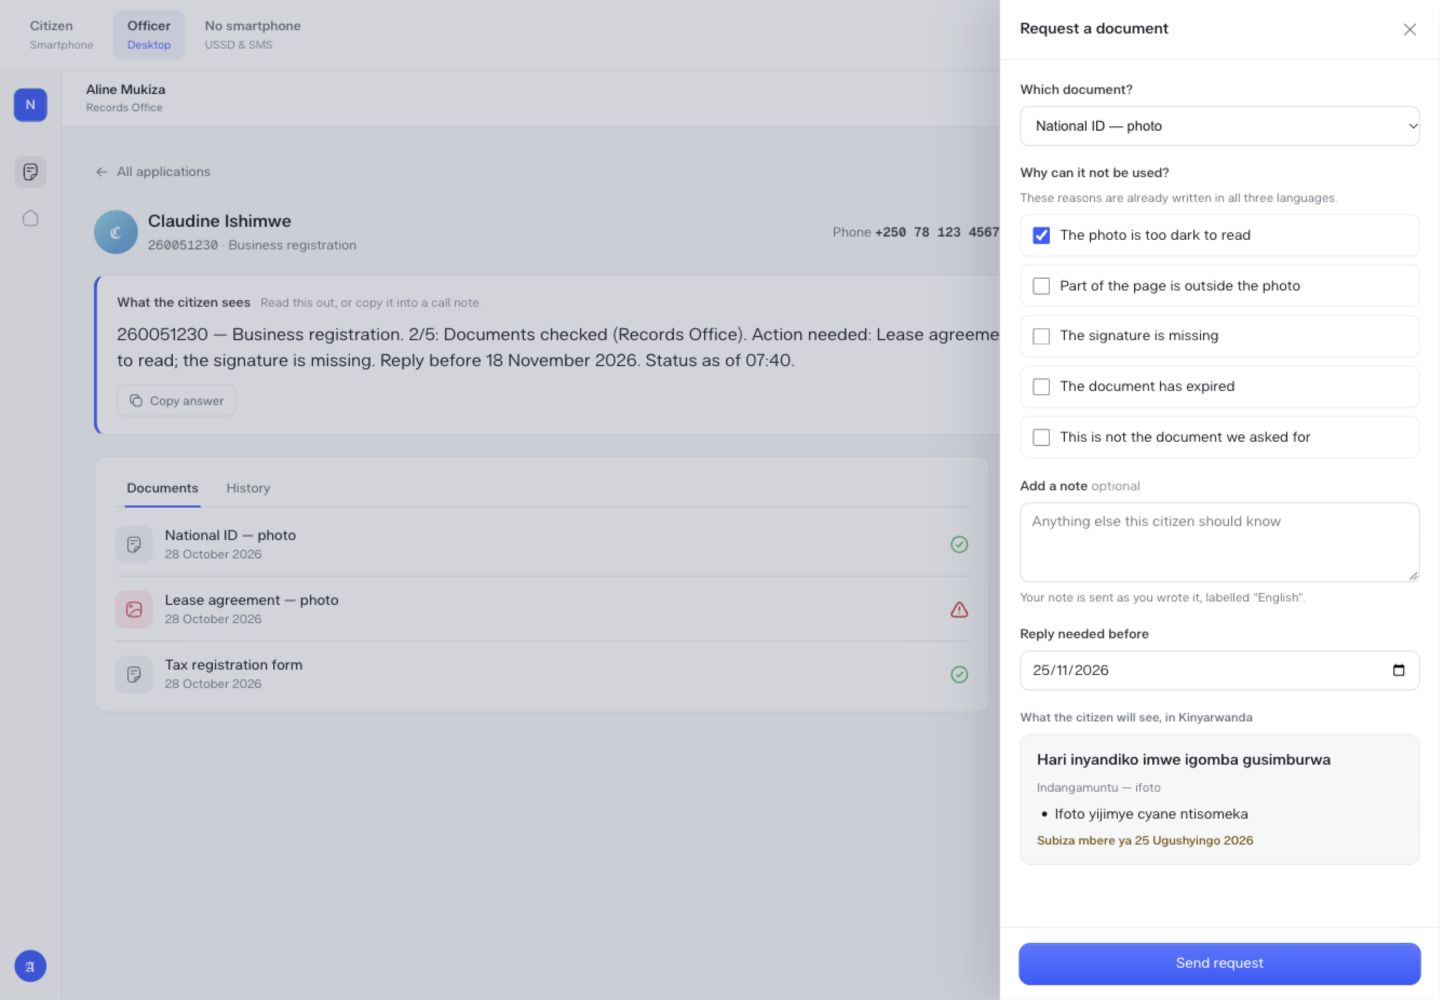 Citizen
Smartphone
Officer
Desktop
No smartphone
USSD & SMS
N
Aline Mukiza
Records Office
All applications
C
Claudine Ishimwe
260051230 · Business registration
Phone +250 78 123 4567
What the citizen sees Read this out, or copy it into a call note.
260051230 — Business registration. 2/5: Documents checked (Records Office). Action needed: Lease agreeme
to read; the signature is missing. Reply before 18 November 2026. Status as of 07:40.
Copy answer
Documents History
National ID — photo
28 October 2026
Lease agreement — photo
28 October 2026
Tax registration form
28 October 2026
A
Request a document
Which document?
National ID — photo
Why can it not be used?
These reasons are already written in all three languages.
The photo is too dark to read
Part of the page is outside the photo
The signature is missing
The document has expired
This is not the document we asked for
Add a note optional
Anything else this citizen should know
Your note is sent as you wrote it, labelled "English".
Reply needed before
25/11/2026
What the citizen will see, in Kinyarwanda
Hari inyandiko imwe igomba gusimburwa
Indangamuntu — ifoto
• Ifoto yijimye cyane ntisomeka
Subiza mbere ya 25 Ugushyingo 2026
Send request